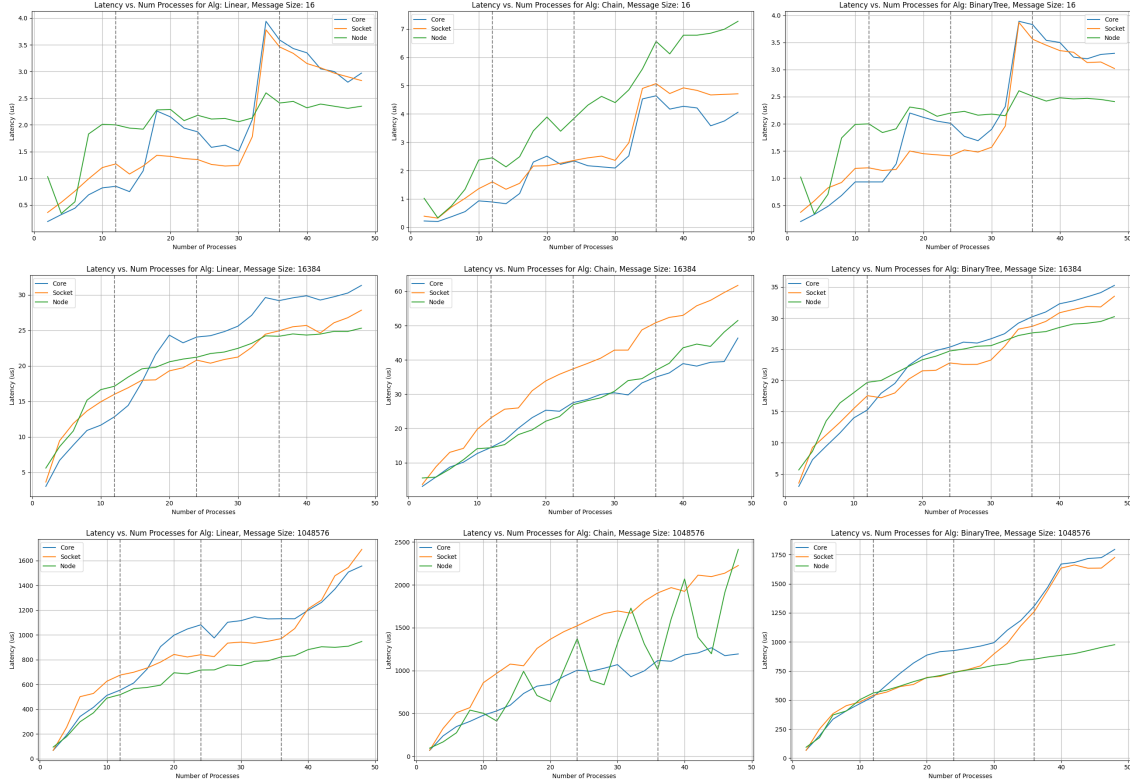 Latency vs. Num Processes for Alg: Linear, Message Size: 16
Core
Socket
Node
4.0
3.5
3.0
2.5
2.0
1.5
1.0
0.5
Latency (us)
0 10 20 30 40 50
Number of Processes
Latency vs. Num Processes for Alg: Chain, Message Size: 16
Core
Socket
Node
7
6
5
4
3
2
1
0
Latency (us)
0 10 20 30 40 50
Number of Processes
Latency vs. Num Processes for Alg: BinaryTree, Message Size: 16
Core
Socket
Node
4.0
3.5
3.0
2.5
2.0
1.5
1.0
0.5
Latency (us)
0 10 20 30 40 50
Number of Processes
Latency vs. Num Processes for Alg: Linear, Message Size: 16384
Core
Socket
Node
30
25
20
15
10
5
Latency (us)
0 10 20 30 40 50
Number of Processes
Latency vs. Num Processes for Alg: Chain, Message Size: 16384
Core
Socket
Node
60
50
40
30
20
10
Latency (us)
0 10 20 30 40 50
Number of Processes
Latency vs. Num Processes for Alg: BinaryTree, Message Size: 16384
Core
Socket
Node
35
30
25
20
15
10
5
Latency (us)
0 10 20 30 40 50
Number of Processes
Latency vs. Num Processes for Alg: Linear, Message Size: 1048576
Core
Socket
Node
1600
1400
1200
1000
800
600
400
200
0
Latency (us)
0 10 20 30 40 50
Number of Processes
Latency vs. Num Processes for Alg: Chain, Message Size: 1048576
Core
Socket
Node
2500
2000
1500
1000
500
0
Latency (us)
0 10 20 30 40 50
Number of Processes
Latency vs. Num Processes for Alg: BinaryTree, Message Size: 1048576
Core
Socket
Node
1750
1500
1250
1000
750
500
250
0
Latency (us)
0 10 20 30 40 50
Number of Processes